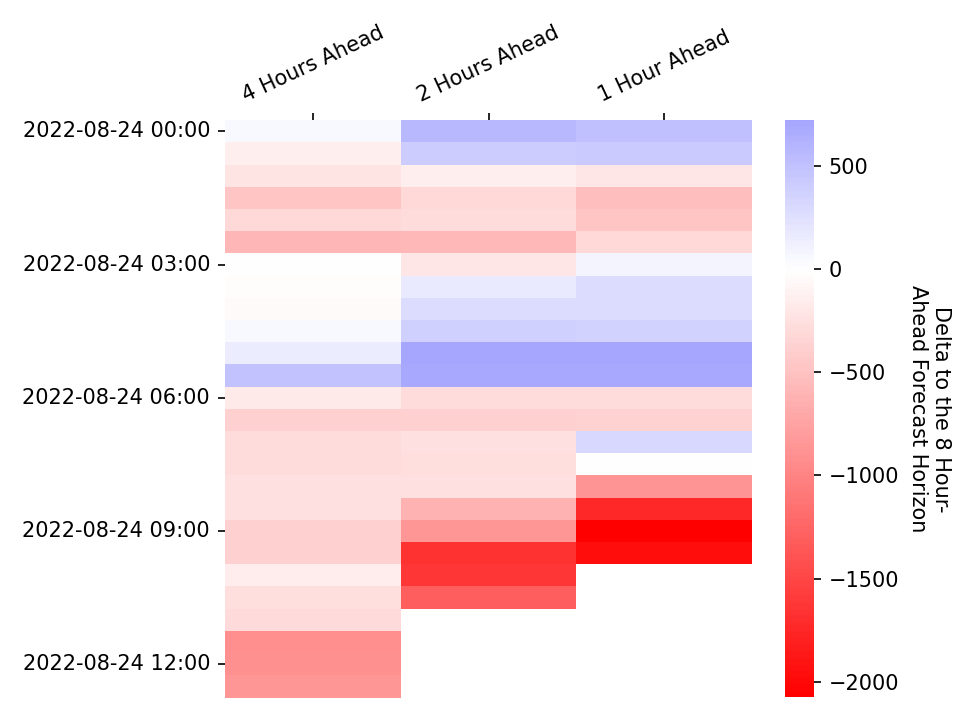 4 Hours Ahead
2 Hours Ahead
1 Hour Ahead
2022-08-24 00:00
2022-08-24 03:00
2022-08-24 06:00
2022-08-24 09:00
2022-08-24 12:00
500
0
−500
−1000
−1500
−2000
Delta to the 8 Hour-
Ahead Forecast Horizon